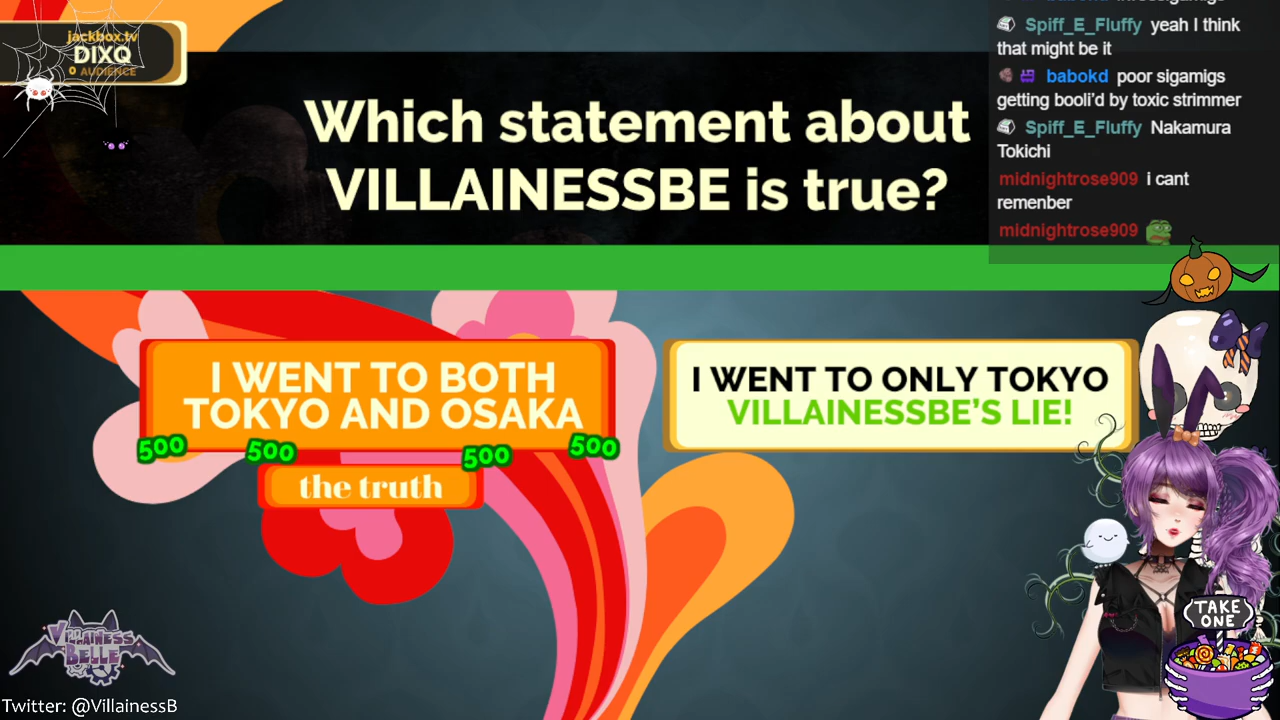 jackbox.tv
DIXQ
0 AUDIENCE
Which statement about
VILLAINESSBE is true?
Spiff_E_Fluffy yeah I think
that might be it
babokd poor sigamigs
getting booli'd by toxic strimmer
Spiff_E_Fluffy Nakamura
Tokichi
midnightrose909 i cant
remenber
midnightrose909
I WENT TO BOTH
TOKYO AND OSAKA
500 500 500 500
the truth
I WENT TO ONLY TOKYO
VILLAINESSBE'S LIE!
TAKE
ONE
VILLAINESS
BELLE
Twitter: @VillainessB